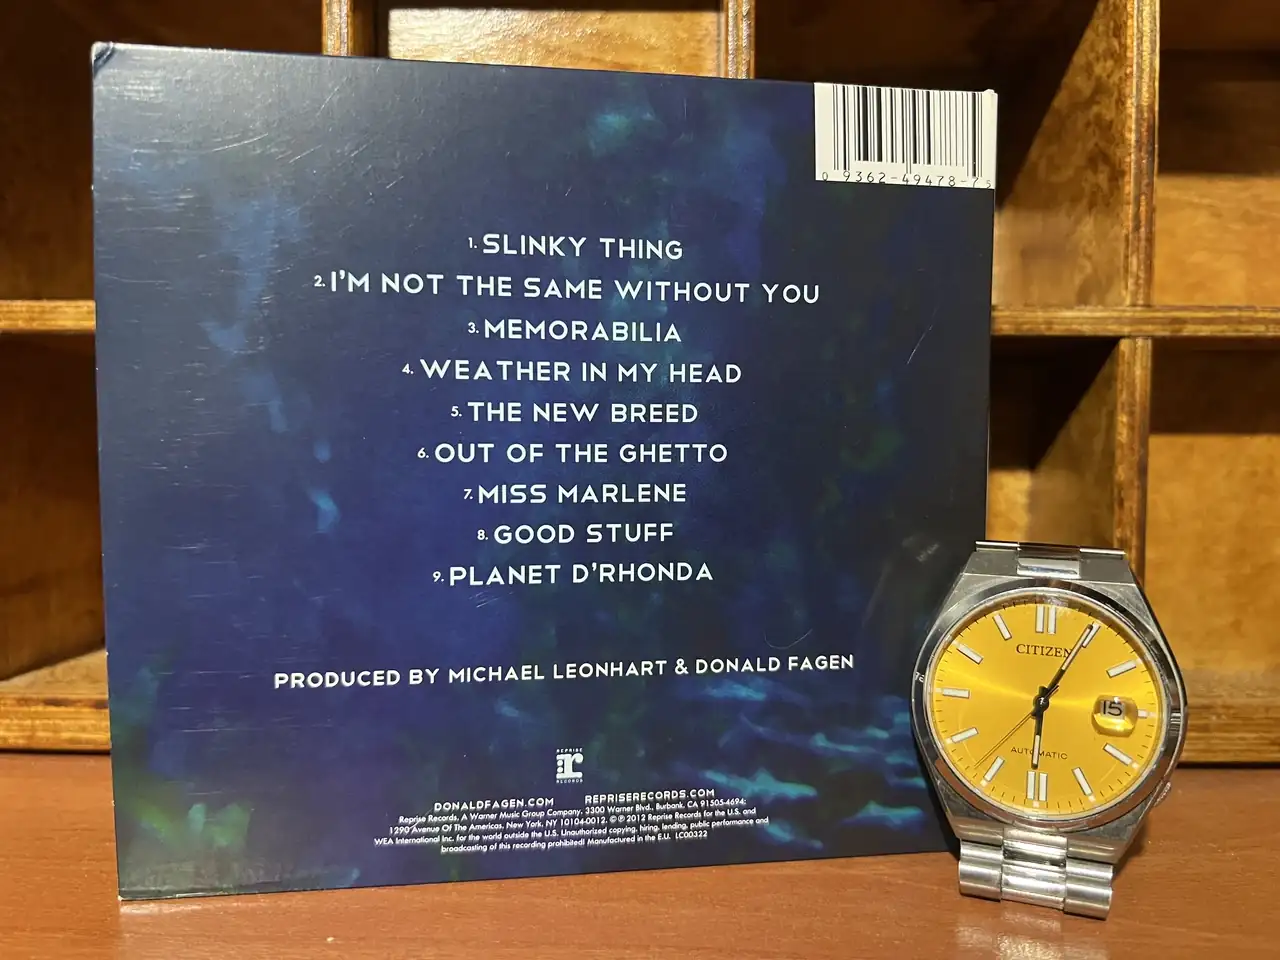 0 9362-49478-7 5
1. SLINKY THING
2. I'M NOT THE SAME WITHOUT YOU
3. MEMORABILIA
4. WEATHER IN MY HEAD
5. THE NEW BREED
6. OUT OF THE GHETTO
7. MISS MARLENE
8. GOOD STUFF
9. PLANET D'RHONDA
PRODUCED BY MICHAEL LEONHART & DONALD FAGEN
REPRISE
r
RECORDS
DONALDFAGEN.COM REPRISERECORDS.COM
Reprise Records, A Warner Music Group Company, 3300 Warner Blvd., Burbank, CA 91505-4694;
1290 Avenue Of The Americas, New York, NY 10104-0012. © ℗ 2012 Reprise Records for the U.S. and
WEA International Inc. for the world outside the U.S. Unauthorized copying, hiring, lending, public performance and
broadcasting of this recording prohibited! Manufactured in the E.U. LC00322
CITIZEN
15
AUTOMATIC